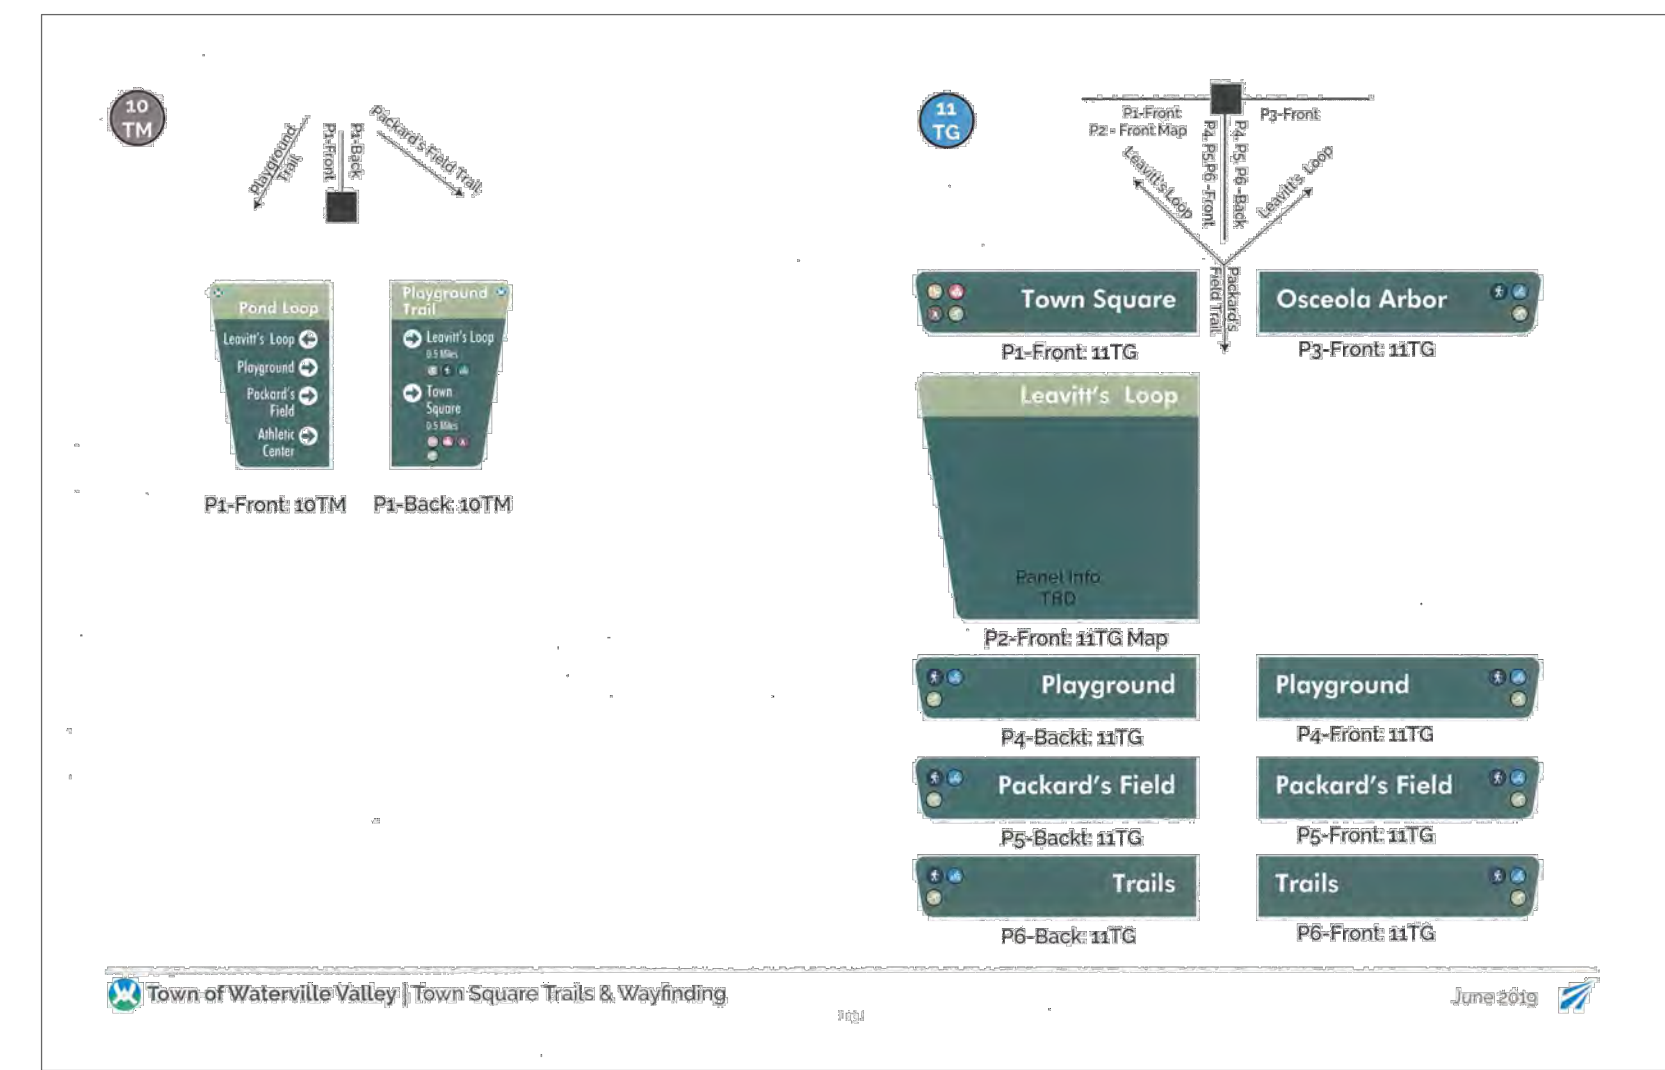 10
TM
Playground
Trail
P1-Front
P1-Back
Packard's Field Trail
Pond Loop
Leavitt's Loop
Playground
Packard's
Field
Athletic
Center
P1-Front: 10TM
Playground
Trail
Leavitt's Loop
0.5 Miles
Town
Square
0.5 Miles
P1-Back: 10TM
11
TG
P1-Front
P2 - Front Map
P3-Front
Leavitt's Loop
P4, P5, P6 -Front
P4, P5, P6 -Back
Leavitt's Loop
Packard's
Field Trail
Town Square
P1-Front: 11TG
Osceola Arbor
P3-Front: 11TG
Leavitt's Loop
Panel Info
TBD
P2-Front: 11TG Map
Playground
P4-Backt: 11TG
Playground
P4-Front: 11TG
Packard's Field
P5-Backt: 11TG
Packard's Field
P5-Front: 11TG
Trails
P6-Back: 11TG
Trails
P6-Front: 11TG
Town of Waterville Valley | Town Square Trails & Wayfinding
June 2019